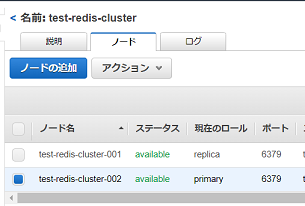 < 名前: test-redis-cluster
説明 ノード ログ
ノードの追加 アクション
ノード名 ステータス 現在のロール ポート
test-redis-cluster-001 available replica 6379
test-redis-cluster-002 available primary 6379